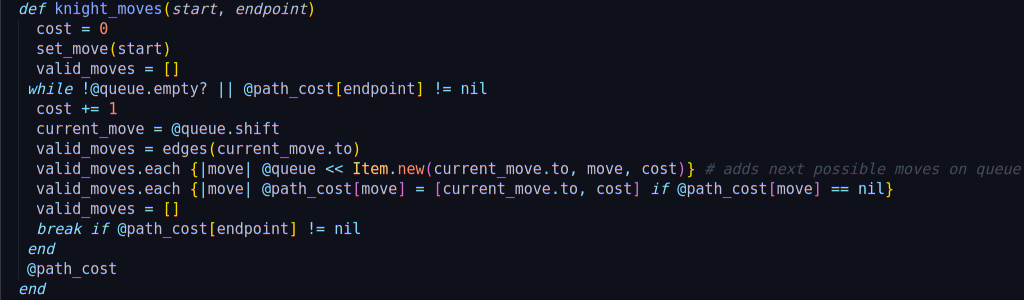 def knight_moves(start, endpoint)
cost = 0
set_move(start)
valid_moves = []
while !@queue.empty? || @path_cost[endpoint] != nil
cost += 1
current_move = @queue.shift
valid_moves = edges(current_move.to)
valid_moves.each {|move| @queue << Item.new(current_move.to, move, cost)} # adds next possible moves on queue
valid_moves.each {|move| @path_cost[move] = [current_move.to, cost] if @path_cost[move] == nil}
valid_moves = []
break if @path_cost[endpoint] != nil
end
@path_cost
end